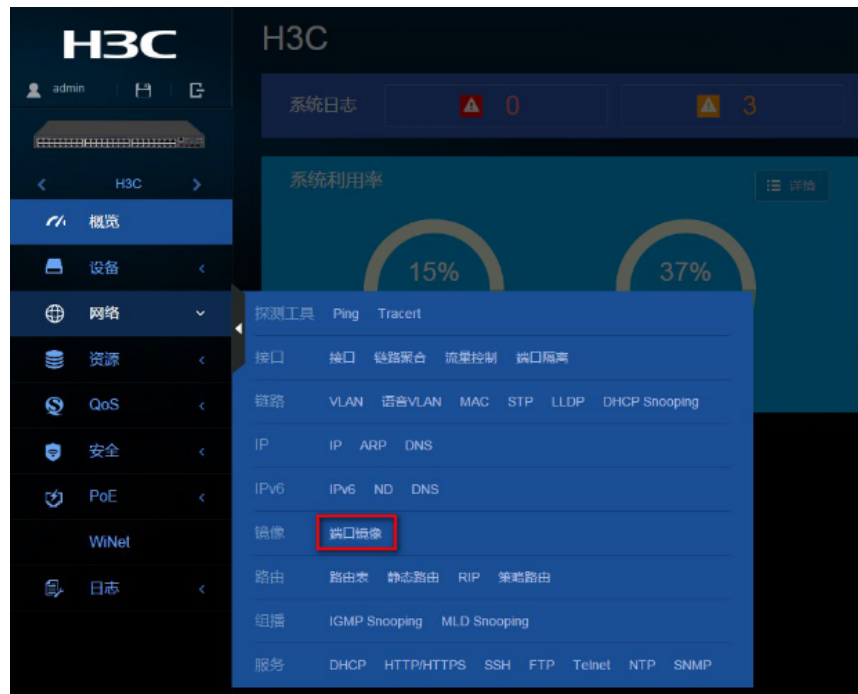 H3C
H3C
admin
系统日志 0 3
H3C
系统利用率 详情
概览
15% 37%
设备
网络
探测工具 Ping Tracert
资源
接口 接口 链路聚合 流量控制 端口隔离
QoS
链路 VLAN 语音VLAN MAC STP LLDP DHCP Snooping
安全
IP IP ARP DNS
PoE
IPv6 IPv6 ND DNS
WiNet
镜像 端口镜像
日志
路由 路由表 静态路由 RIP 策略路由
组播 IGMP Snooping MLD Snooping
服务 DHCP HTTP/HTTPS SSH FTP Telnet NTP SNMP